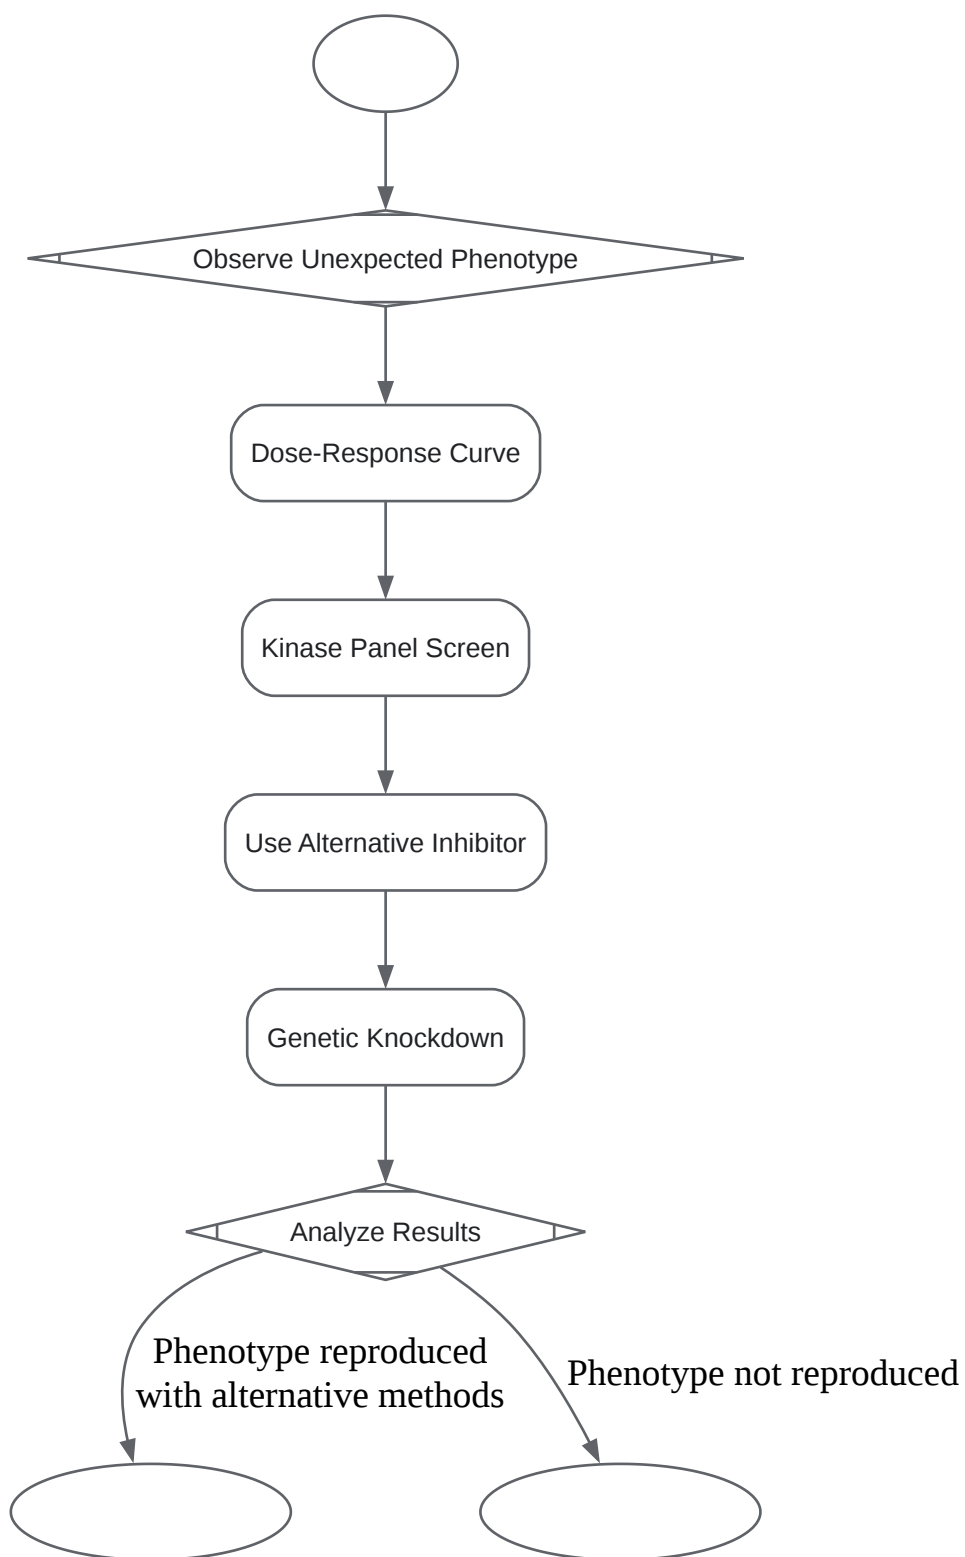 Observe Unexpected Phenotype
Dose-Response Curve
Kinase Panel Screen
Use Alternative Inhibitor
Genetic Knockdown
Analyze Results
Phenotype reproduced
with alternative methods
Phenotype not reproduced